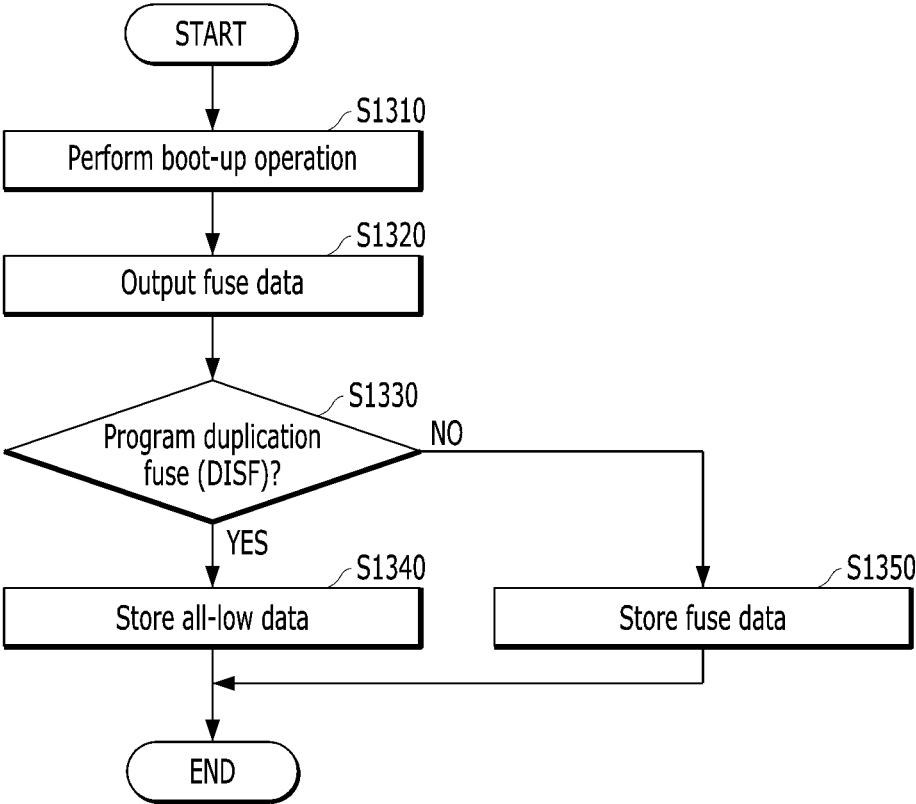 START
S1310
Perform boot-up operation
S1320
Output fuse data
S1330
Program duplication
fuse (DISF)?
NO
YES
S1340
Store all-low data
S1350
Store fuse data
END